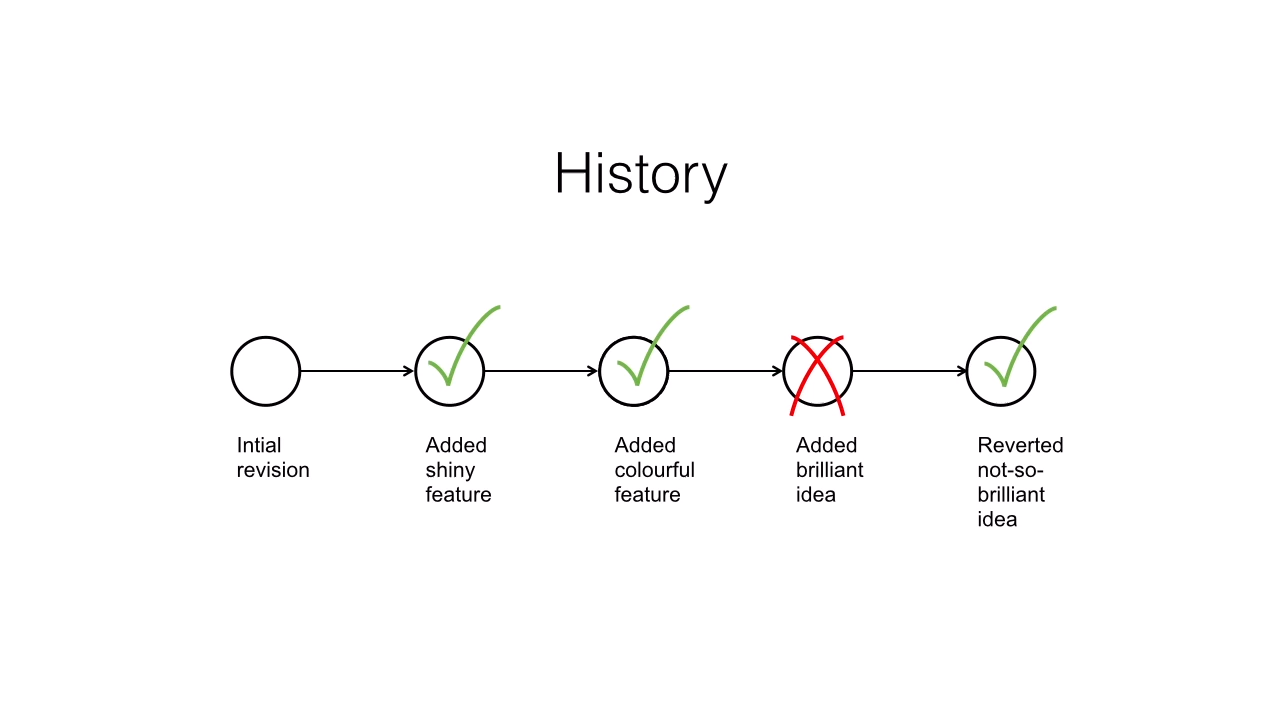 History
Intial
revision
Added
shiny
feature
Added
colourful
feature
Added
brilliant
idea
Reverted
not-so-
brilliant
idea